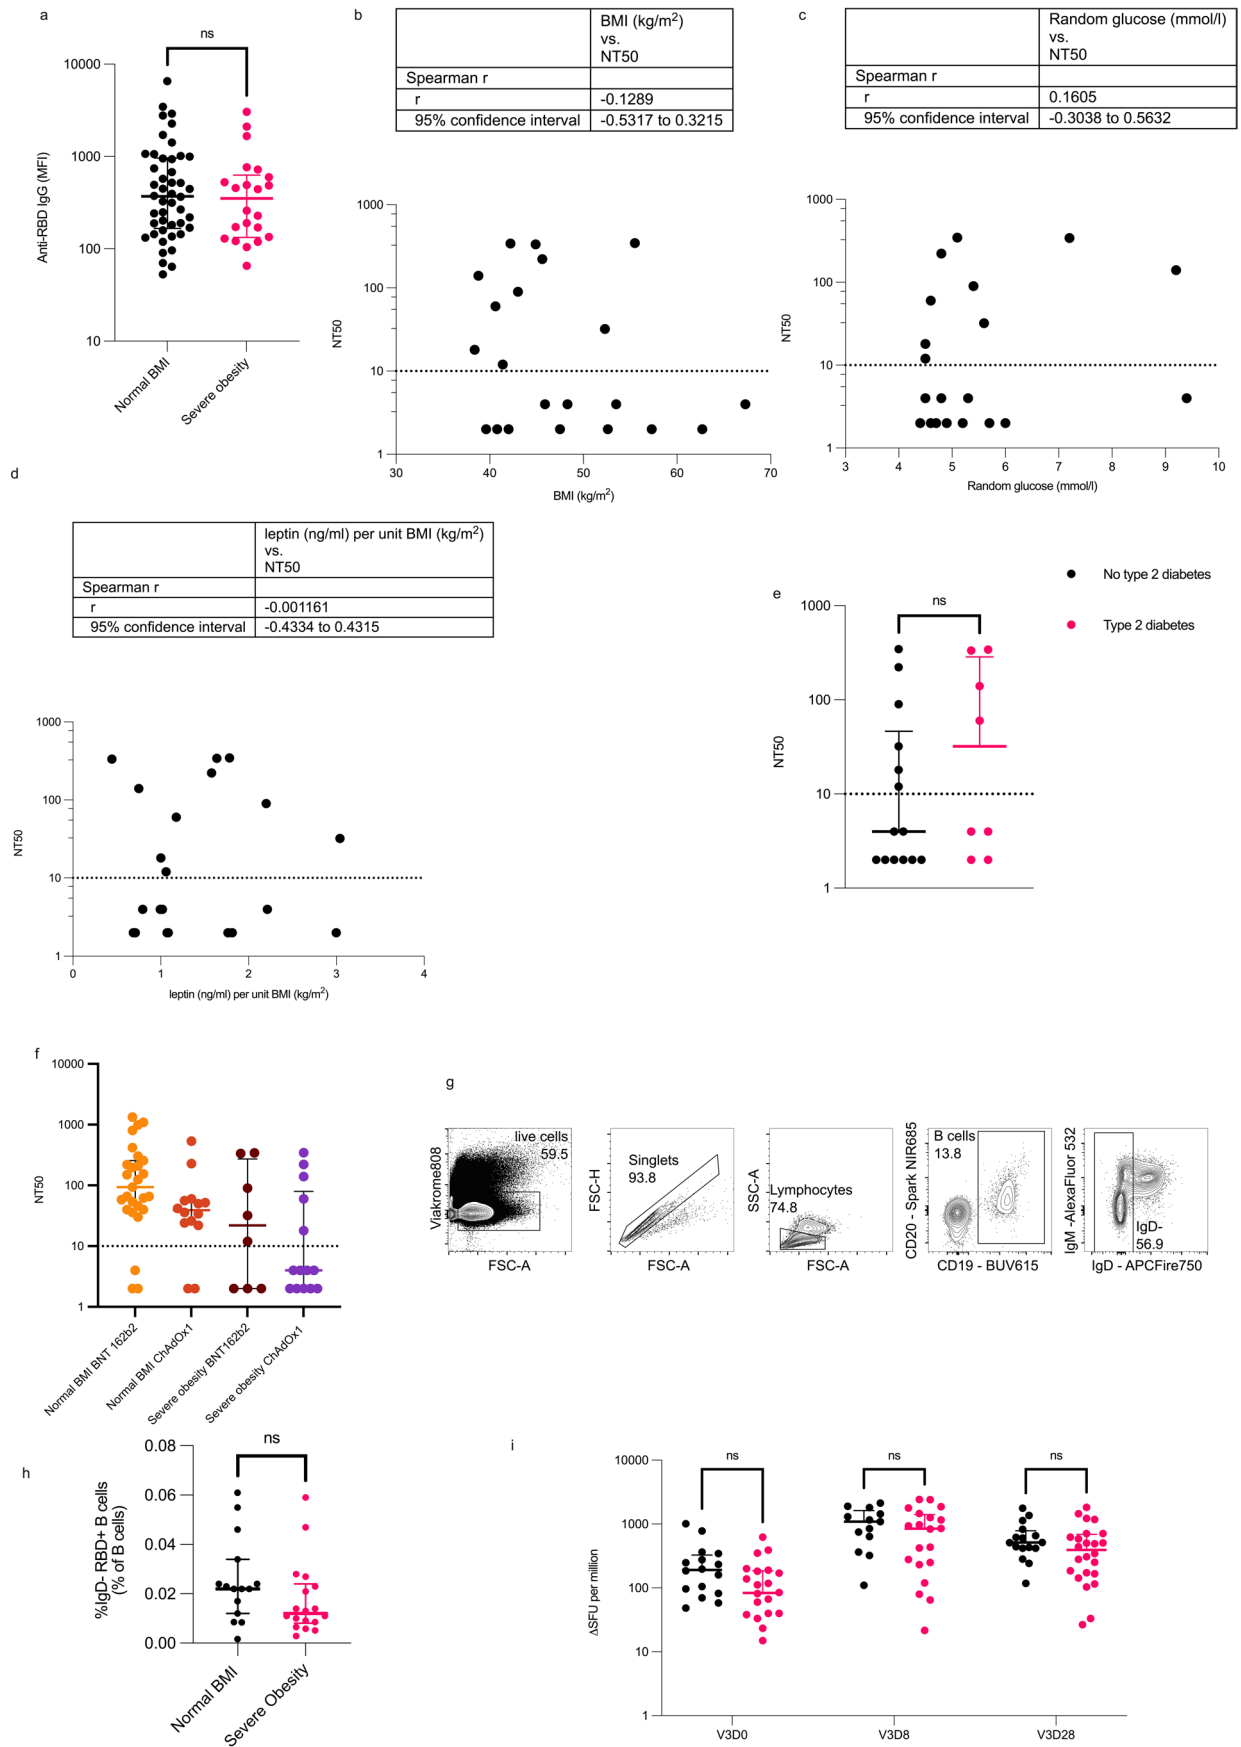 a
ns
10000
1000
100
10
Anti-RBD IgG (MFI)
Normal BMI
Severe obesity
b
BMI (kg/m²)
vs.
NT50
Spearman r
r
-0.1289
95% confidence interval
-0.5317 to 0.3215
1000
100
10
1
NT50
30
40
50
60
70
BMI (kg/m²)
c
Random glucose (mmol/l)
vs.
NT50
Spearman r
r
0.1605
95% confidence interval
-0.3038 to 0.5632
1000
100
10
1
NT50
3
4
5
6
7
8
9
10
Random glucose (mmol/l)
d
leptin (ng/ml) per unit BMI (kg/m²)
vs.
NT50
Spearman r
r
-0.001161
95% confidence interval
-0.4334 to 0.4315
1000
100
10
1
NT50
0
1
2
3
4
leptin (ng/ml) per unit BMI (kg/m²)
e
ns
1000
100
10
1
NT50
No type 2 diabetes
Type 2 diabetes
f
10000
1000
100
10
1
NT50
Normal BMI BNT 162b2
Normal BMI ChAdOx1
Severe obesity BNT162b2
Severe obesity ChAdOx1
g
live cells
59.5
Viakrome808
FSC-A
Singlets
93.8
FSC-H
FSC-A
Lymphocytes
74.8
SSC-A
FSC-A
B cells
13.8
CD20 - Spark NIR685
CD19 - BUV615
IgD-
56.9
IgM -AlexaFluor 532
IgD - APCFire750
h
ns
0.08
0.06
0.04
0.02
0.00
%IgD- RBD+ B cells
(% of B cells)
Normal BMI
Severe Obesity
i
ns
ns
ns
10000
1000
100
10
1
ΔSFU per million
V3D0
V3D8
V3D28